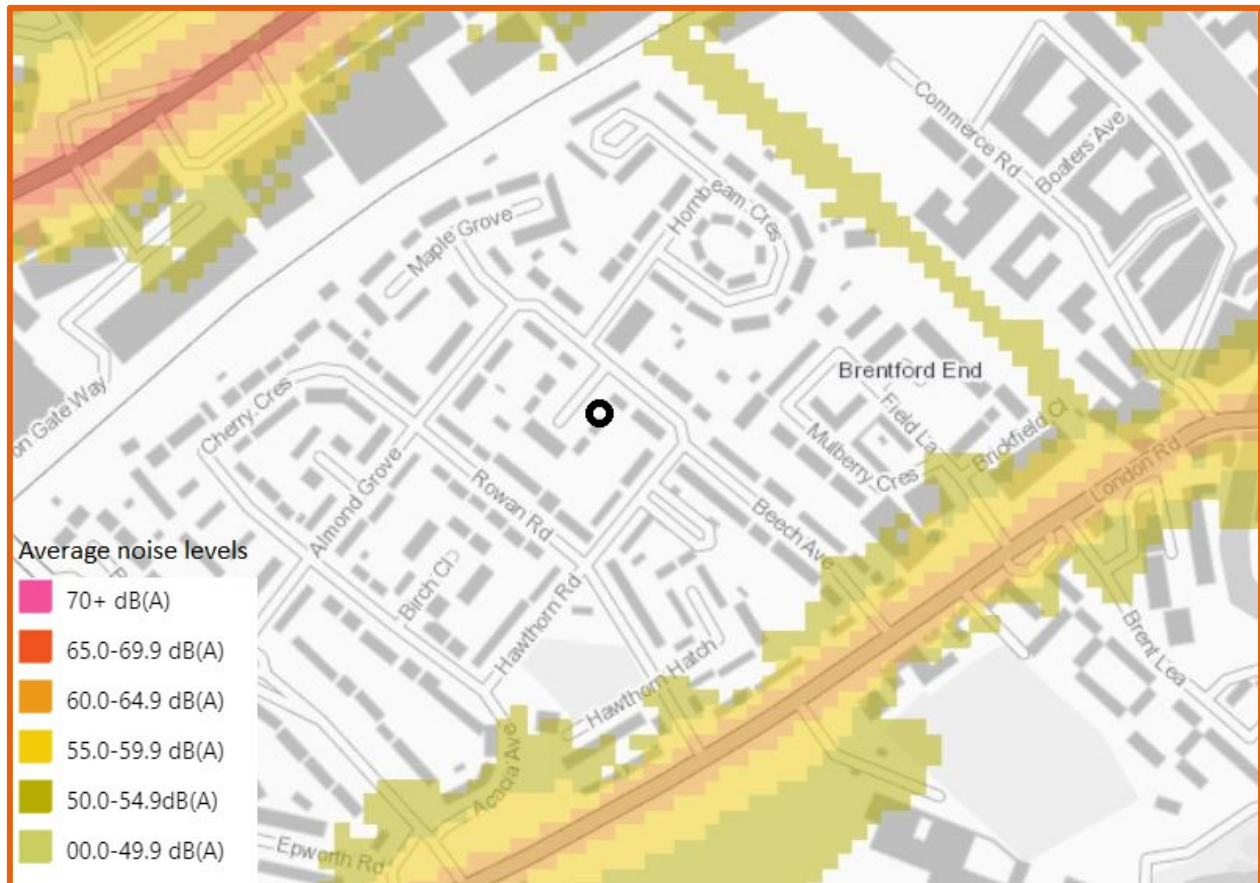 Commerce Rd
Boaters Ave
Hornbeam Cres
Maple Grove
Brentford End
on Gate Way
Cherry Cres
Field La
Brickfield Cl
Mulberry Cres
London Rd
Almond Grove
Rowan Rd
Beech Ave
Birch Cl
Hawthorn Rd
Brent Lea
Hawthorn Hatch
Acacia Ave
Epworth Rd
Average noise levels
70+ dB(A)
65.0-69.9 dB(A)
60.0-64.9 dB(A)
55.0-59.9 dB(A)
50.0-54.9dB(A)
00.0-49.9 dB(A)